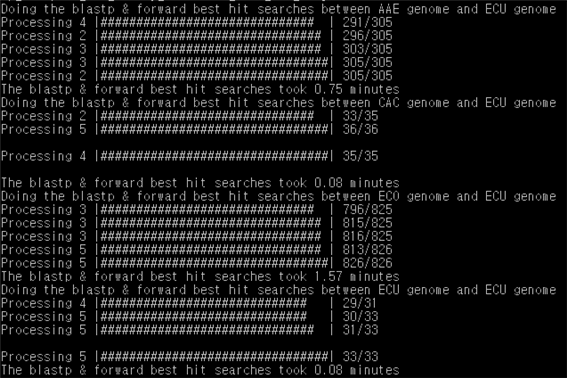 Doing the blastp & forward best hit searches between AAE genome and ECU genome
Processing 4 |############################## | 291/305
Processing 2 |############################### | 296/305
Processing 3 |############################### | 303/305
Processing 3 |################################| 305/305
Processing 2 |################################| 305/305
The blastp & forward best hit searches took 0.75 minutes
Doing the blastp & forward best hit searches between CAC genome and ECU genome
Processing 2 |############################## | 33/35
Processing 5 |################################| 36/36
Processing 4 |################################| 35/35
The blastp & forward best hit searches took 0.08 minutes
Doing the blastp & forward best hit searches between ECO genome and ECU genome
Processing 3 |############################## | 796/825
Processing 3 |############################### | 815/825
Processing 3 |############################### | 816/825
Processing 5 |############################### | 813/826
Processing 5 |################################| 826/826
The blastp & forward best hit searches took 1.57 minutes
Doing the blastp & forward best hit searches between ECU genome and ECU genome
Processing 4 |############################# | 29/31
Processing 5 |############################# | 30/33
Processing 5 |############################## | 31/33
Processing 5 |################################| 33/33
The blastp & forward best hit searches took 0.08 minutes